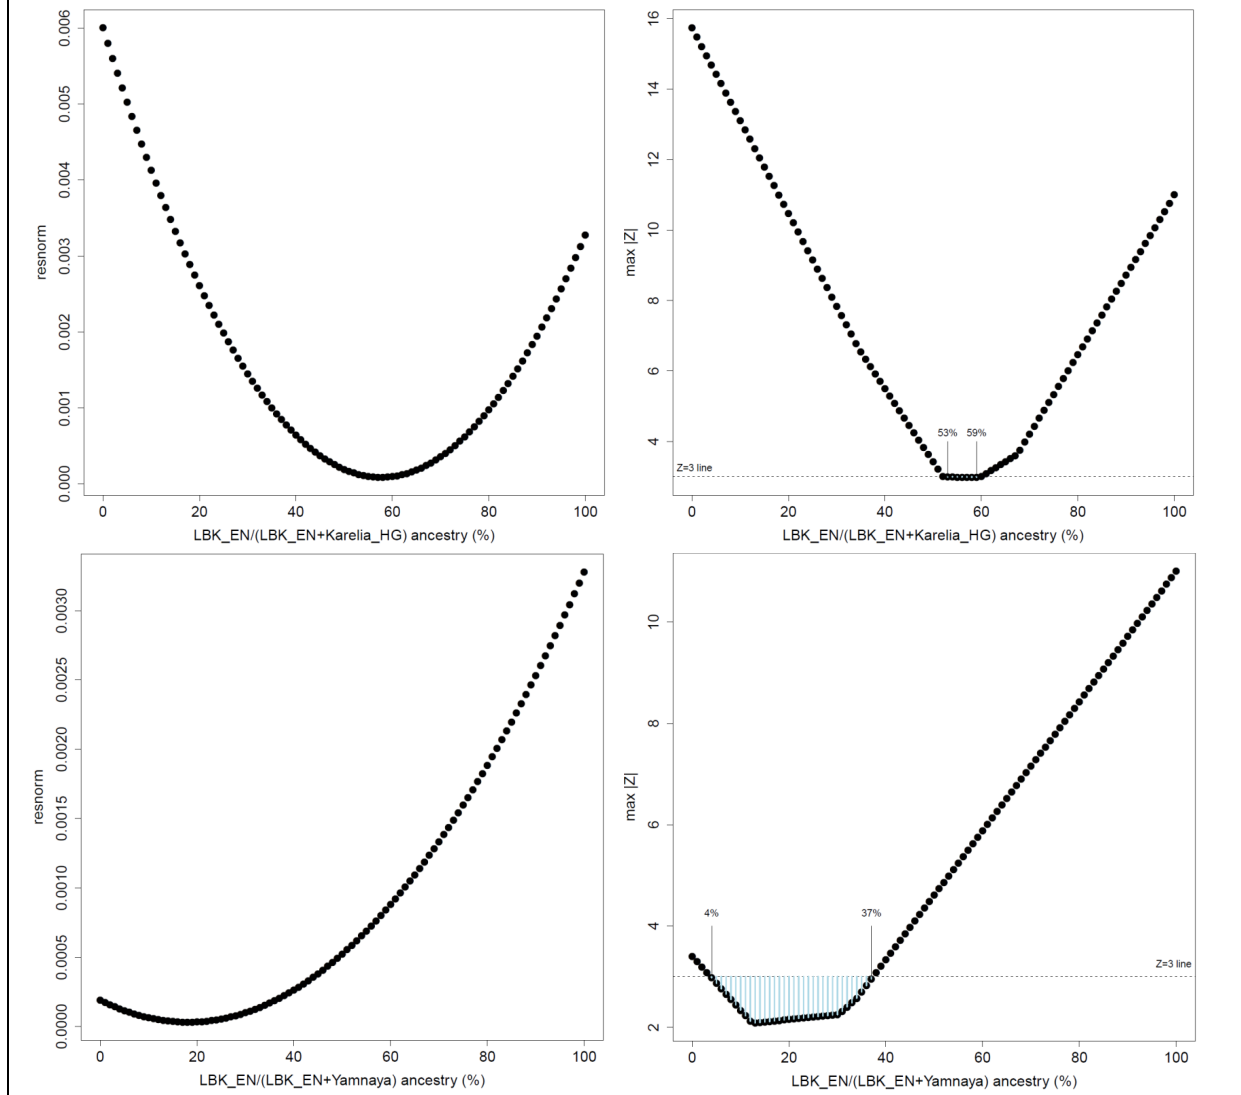 0.006
0.005
0.004
0.003
0.002
0.001
0.000
resnorm
0 20 40 60 80 100
LBK_EN/(LBK_EN+Karelia_HG) ancestry (%)
16
14
12
10
8
6
4
max |Z|
53% 59%
Z=3 line
0 20 40 60 80 100
LBK_EN/(LBK_EN+Karelia_HG) ancestry (%)
0.0030
0.0025
0.0020
0.0015
0.0010
0.0005
0.0000
resnorm
0 20 40 60 80 100
LBK_EN/(LBK_EN+Yamnaya) ancestry (%)
10
8
6
4
2
max |Z|
4% 37%
Z=3 line
0 20 40 60 80 100
LBK_EN/(LBK_EN+Yamnaya) ancestry (%)